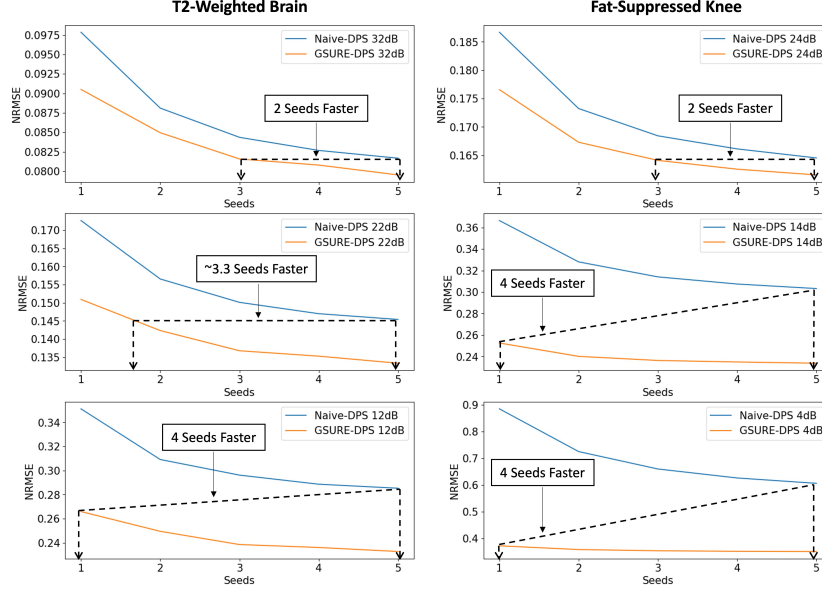 T2-Weighted Brain
Fat-Suppressed Knee
0.0975
0.0950
0.0925
0.0900
0.0875
0.0850
0.0825
0.0800
NRMSE
Naive-DPS 32dB
GSURE-DPS 32dB
2 Seeds Faster
1 2 3 4 5
Seeds
0.185
0.180
0.175
0.170
0.165
NRMSE
Naive-DPS 24dB
GSURE-DPS 24dB
2 Seeds Faster
1 2 3 4 5
Seeds
0.170
0.165
0.160
0.155
0.150
0.145
0.140
0.135
NRMSE
Naive-DPS 22dB
GSURE-DPS 22dB
~3.3 Seeds Faster
1 2 3 4 5
Seeds
0.36
0.33
0.30
0.28
0.26
0.24
NRMSE
Naive-DPS 14dB
GSURE-DPS 14dB
4 Seeds Faster
1 2 3 4 5
Seeds
0.34
0.32
0.30
0.28
0.26
0.24
NRMSE
Naive-DPS 12dB
GSURE-DPS 12dB
4 Seeds Faster
1 2 3 4 5
Seeds
0.9
0.8
0.7
0.6
0.5
0.4
NRMSE
Naive-DPS 4dB
GSURE-DPS 4dB
4 Seeds Faster
1 2 3 4 5
Seeds